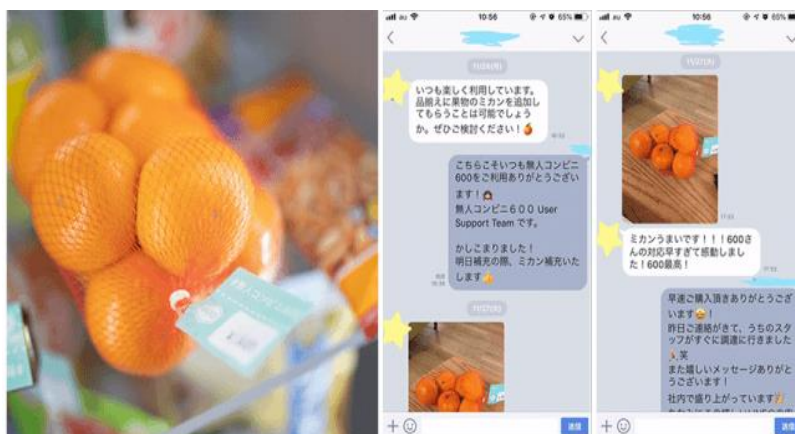 au
10:56
65%
いつも楽しく利用しています。
品揃えに果物のミカンを追加し
てもらうことは可能でしょう
か。ぜひご検討ください！
こちらこそいつも無人コンビニ
600をご利用ありがとうござい
ます！
無人コンビニ６００ User
Support Team です。
かしこまりました！
明日補充の際、ミカン補充いた
します
送信
au
10:56
65%
ミカンうまいです！！！600さ
んの対応早すぎて感動しまし
た！600最高！
早速ご購入頂きありがとうござ
います！
昨日ご連絡がきて、うちのスタ
ッフがすぐに調達に行きました
笑
また嬉しいメッセージありがと
うございます！
社内で盛り上がっています
送信